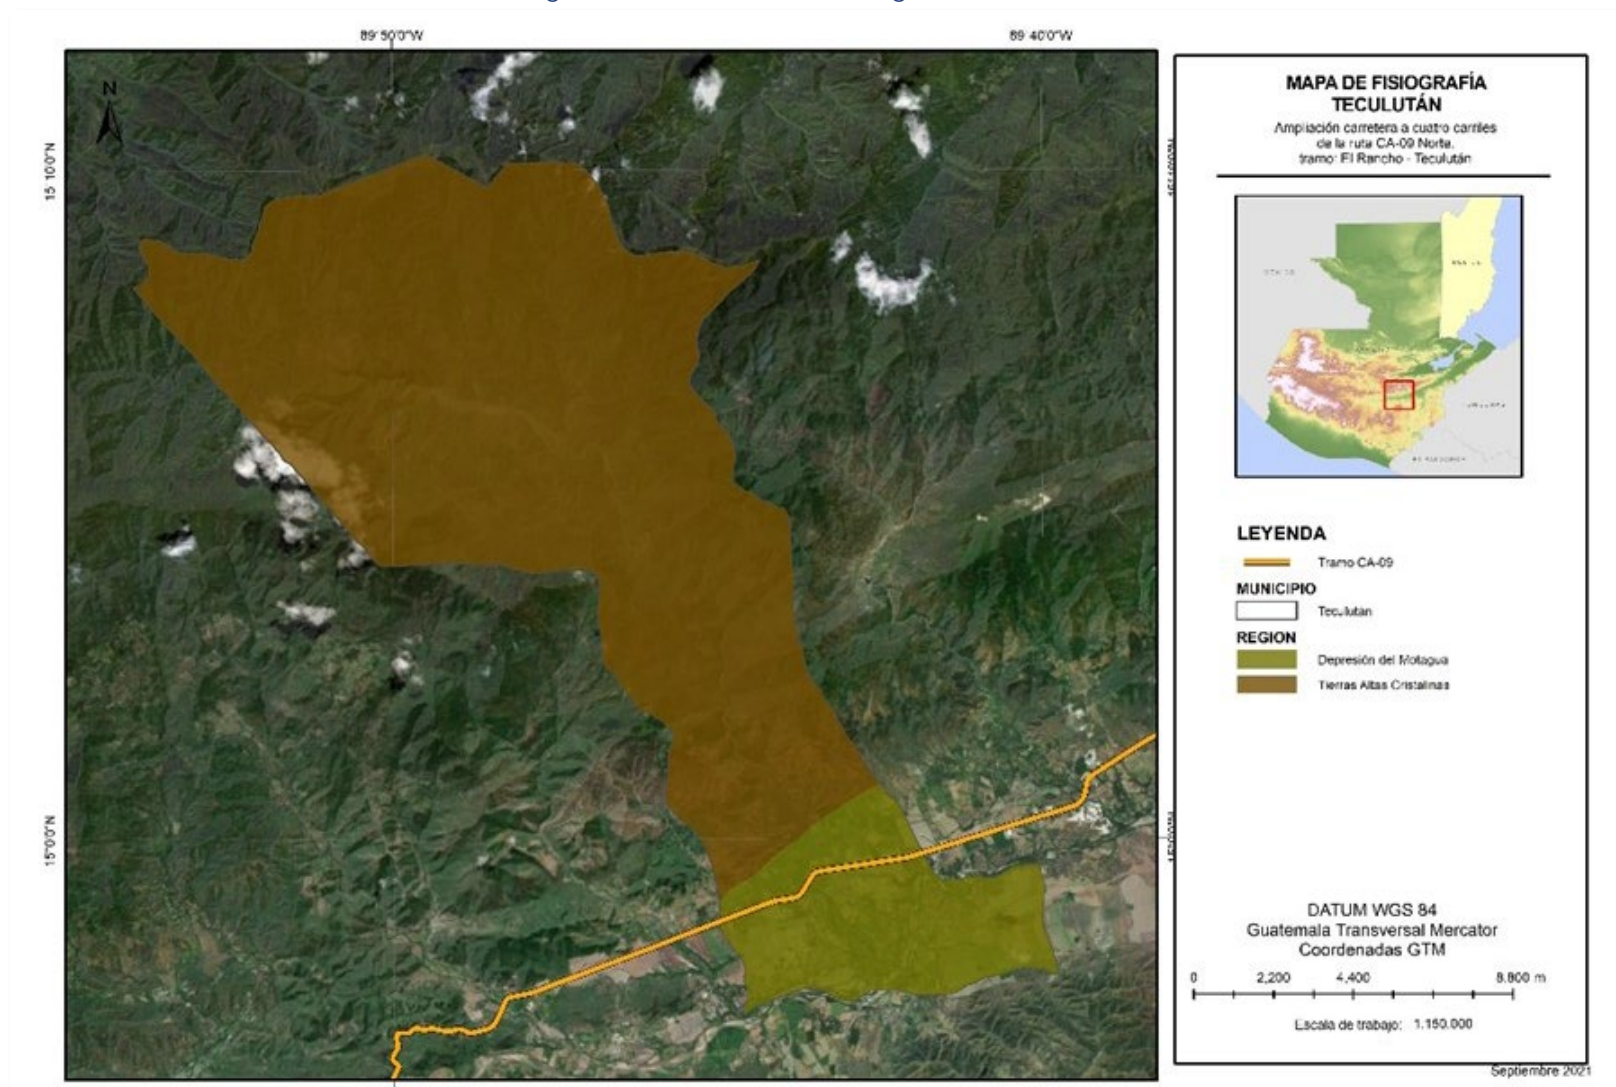 89°50'0"W
89°40'0"W
N
15°10'0"N
15°0'0"N
MAPA DE FISIOGRAFÍA
TECULUTÁN
Ampliación carretera a cuatro carriles
de la ruta CA-09 Norte,
tramo: El Rancho - Teculután
LEYENDA
Tramo CA-09
MUNICIPIO
Teculutan
REGION
Depresión del Motagua
Tierras Altas Cristalinas
DATUM WGS 84
Guatemala Transversal Mercator
Coordenadas GTM
0 2,200 4,400 8,800 m
Escala de trabajo: 1:150,000
Septiembre 2021